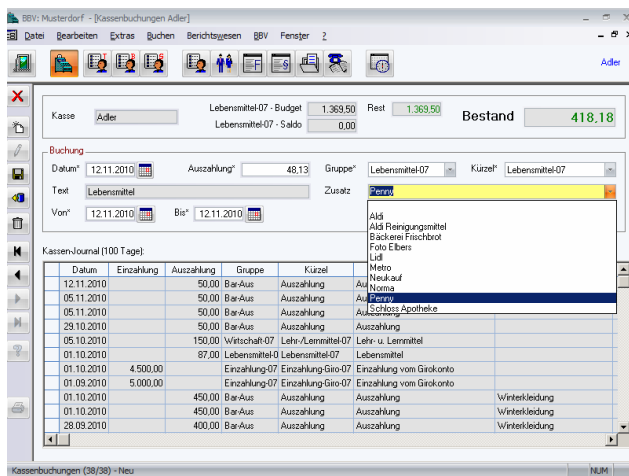 BBV: Musterdorf - [Kassenbuchungen Adler]
Datei Bearbeiten Extras Buchen Berichtswesen BBV Fenster ?
Adler
Kasse Adler Lebensmittel-07 - Budget 1.369,50 Rest 1.369,50 Bestand 418,18
Lebensmittel-07 - Saldo 0,00
Buchung
Datum* 12.11.2010 Auszahlung* 48,13 Gruppe* Lebensmittel-07 Kürzel* Lebensmittel-07
Text Lebensmittel Zusatz Penny
Von* 12.11.2010 Bis* 12.11.2010
Aldi
Aldi Reinigungsmittel
Bäckerei Frischbrot
Foto Elbers
Lidl
Metro
Neukauf
Norma
Penny
Schloss Apotheke
Kassen-Journal (100 Tage):
Datum Einzahlung Auszahlung Gruppe Kürzel
12.11.2010 50,00 Bar-Aus Auszahlung
05.11.2010 50,00 Bar-Aus Auszahlung
05.11.2010 50,00 Bar-Aus Auszahlung
29.10.2010 50,00 Bar-Aus Auszahlung Auszahlung
05.10.2010 150,00 Wirtschaft-07 Lehr-/Lernmittel-07 Lehr- u. Lernmittel
01.10.2010 87,00 Lebensmittel-0 Lebensmittel-07 Lebensmittel
01.10.2010 4.500,00 Einzahlung-07 Einzahlung-Giro-07 Einzahlung vom Girokonto
01.09.2010 5.000,00 Einzahlung-07 Einzahlung-Giro-07 Einzahlung vom Girokonto
01.10.2010 450,00 Bar-Aus Auszahlung Auszahlung Winterkleidung
01.10.2010 450,00 Bar-Aus Auszahlung Auszahlung Winterkleidung
28.09.2010 400,00 Bar-Aus Auszahlung Auszahlung Winterkleidung
Kassenbuchungen (38/38) - Neu NUM